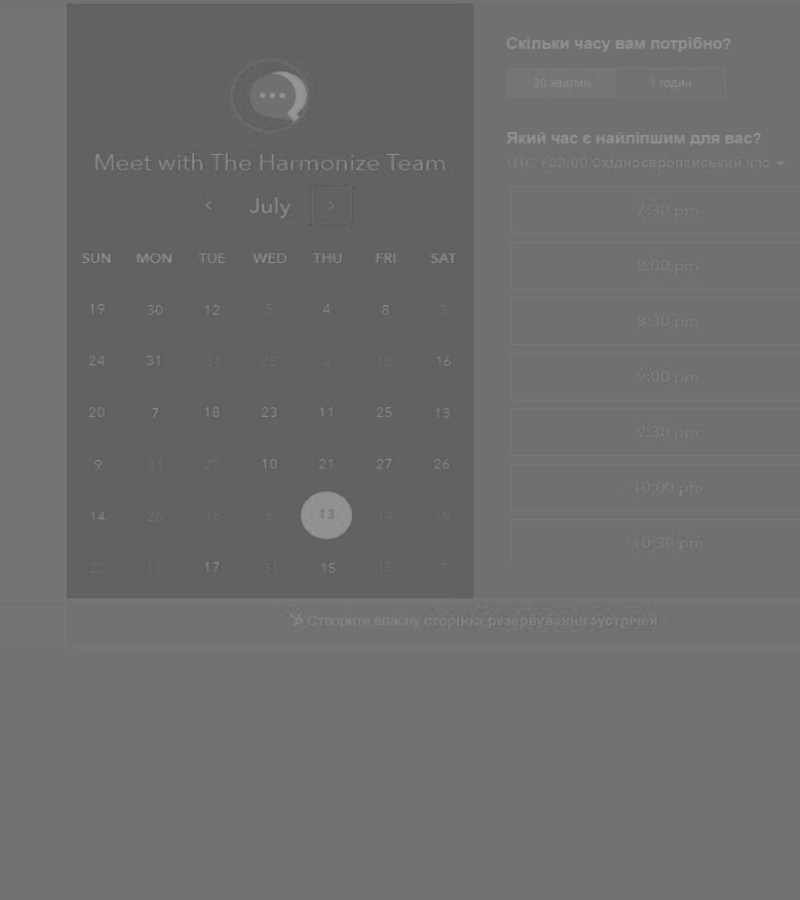 Meet with The Harmonize Team
July
SUN MON TUE WED THU FRI SAT
19 30 12 5 4 8 3
24 31 31 25 4 18 16
20 7 18 23 11 25 13
9 31 27 10 21 27 26
14 26 16 6 13 14 19
22 11 17 31 15 15 3
Скільки часу вам потрібно?
30 хвилин 1 годин
Який час є найліпшим для вас?
UTC +03:00 Східноєвропейський час
7:30 pm
8:00 pm
8:30 pm
9:00 pm
9:30 pm
10:00 pm
10:30 pm
Створити власну сторінка резервування зустрічей